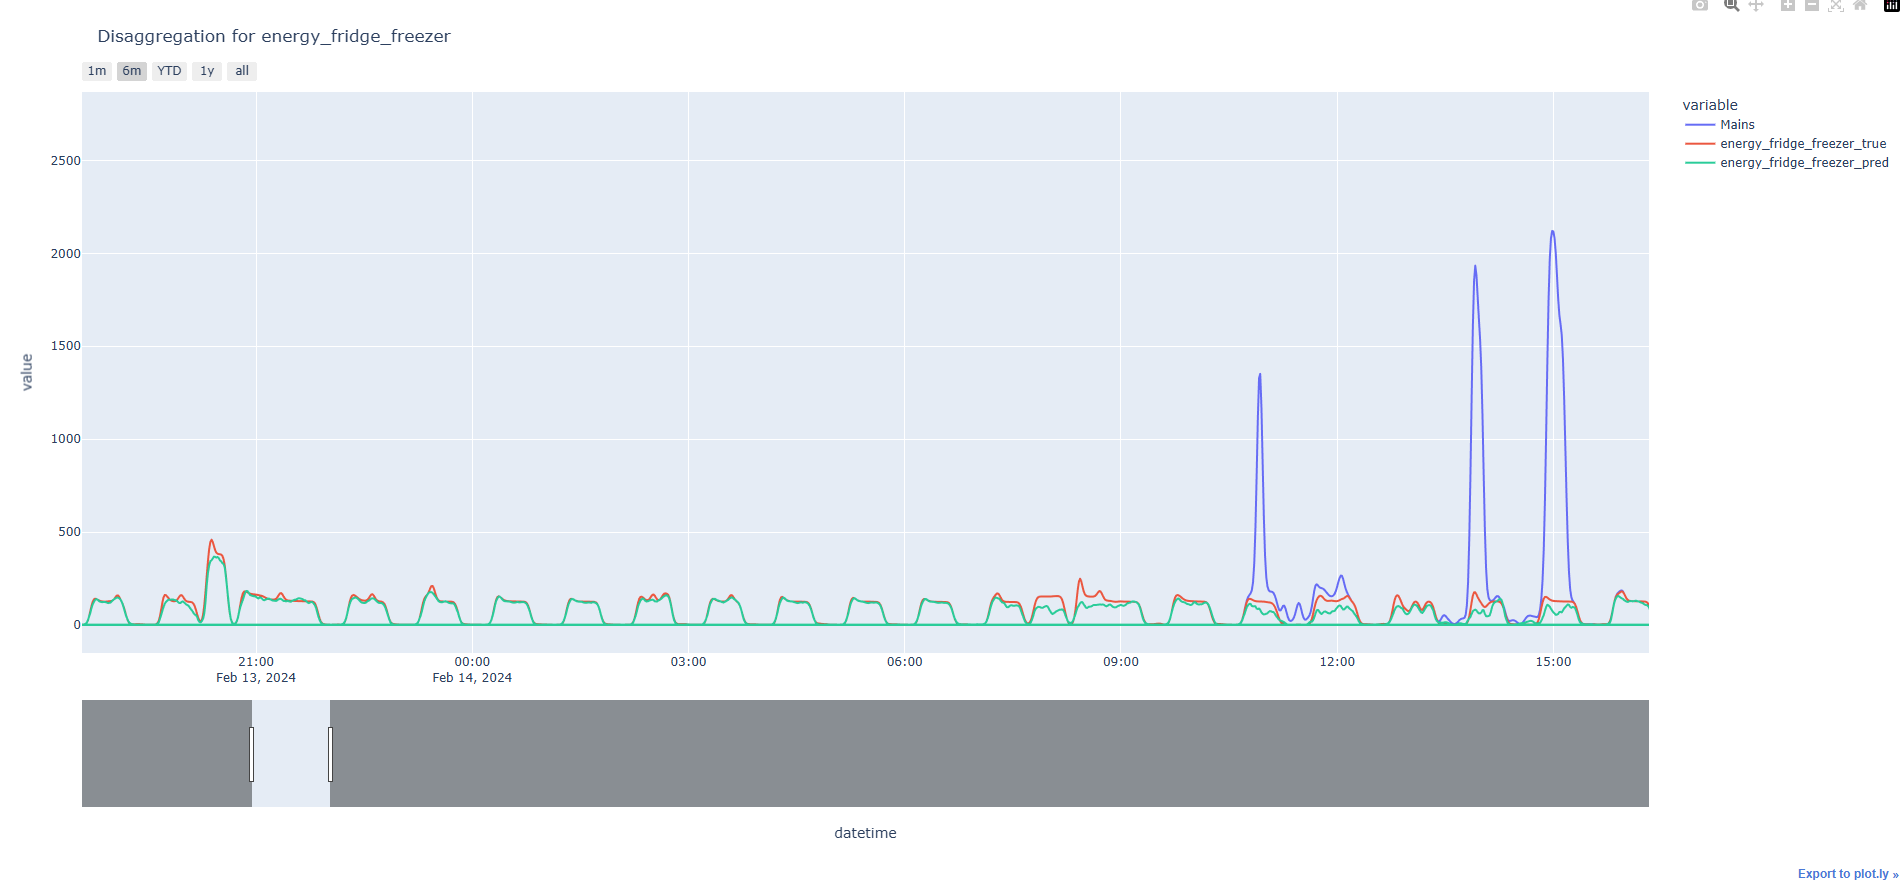 Disaggregation for energy_fridge_freezer
1m 6m YTD 1y all
variable
Mains
energy_fridge_freezer_true
energy_fridge_freezer_pred
2500
2000
1500
1000
500
0
value
21:00 00:00 03:00 06:00 09:00 12:00 15:00
Feb 13, 2024 Feb 14, 2024
datetime
Export to plot.ly »